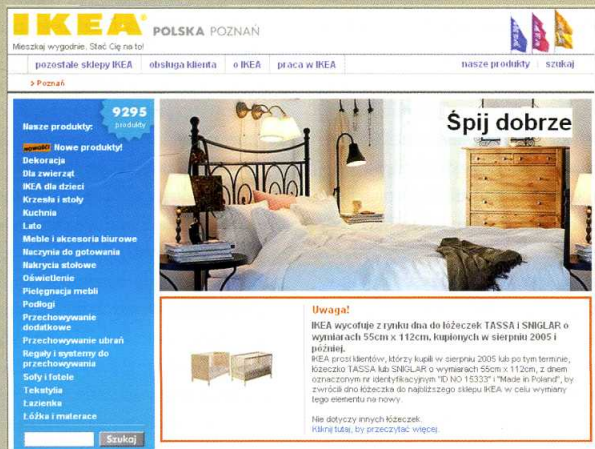 IKEA® POLSKA POZNAŃ
Mieszkaj wygodnie. Stać Cię na to!
pozostałe sklepy IKEA obsługa klienta o IKEA praca w IKEA nasze produkty szukaj
> Poznań
9295
produkty
Nasze produkty:
NOWOŚĆ! Nowe produkty!
Dekoracja
Dla zwierząt
IKEA dla dzieci
Krzesła i stoły
Kuchnia
Lato
Meble i akcesoria biurowe
Naczynia do gotowania
Nakrycia stołowe
Oświetlenie
Pielęgnacja mebli
Podłogi
Przechowywanie
dodatkowe
Przechowywanie ubrań
Regały i systemy do
przechowywania
Sofy i fotele
Tekstylia
Łazienka
Łóżka i materace
Szukaj
Śpij dobrze
Uwaga!
IKEA wycofuje z rynku dna do łóżeczek TASSA i SNIGLAR o
wymiarach 55cm x 112cm, kupionych w sierpniu 2005 i
później.
IKEA prosi klientów, którzy kupili w sierpniu 2005 lub po tym terminie,
łóżeczko TASSA lub SNIGLAR o wymiarach 55cm x 112cm, z dnem
oznaczonym nr identyfikacyjnym "ID NO 15333" i "Made in Poland", by
zwrócili dno łóżeczka do najbliższego sklepu IKEA w celu wymiany
tego elementu na nowy.
Nie dotyczy innych łóżeczek.
Kliknij tutaj, by przeczytać więcej.